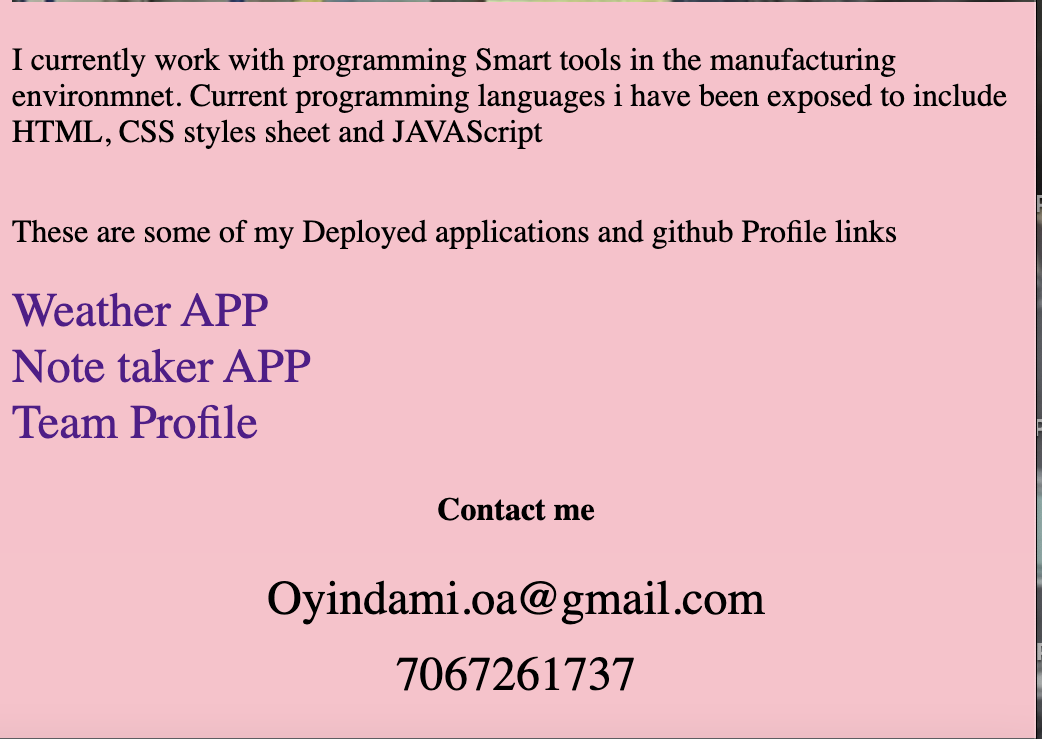 I currently work with programming Smart tools in the manufacturing
environmnet. Current programming languages i have been exposed to include
HTML, CSS styles sheet and JAVAScript
These are some of my Deployed applications and github Profile links
Weather APP
Note taker APP
Team Profile
Contact me
Oyindami.oa@gmail.com
7067261737